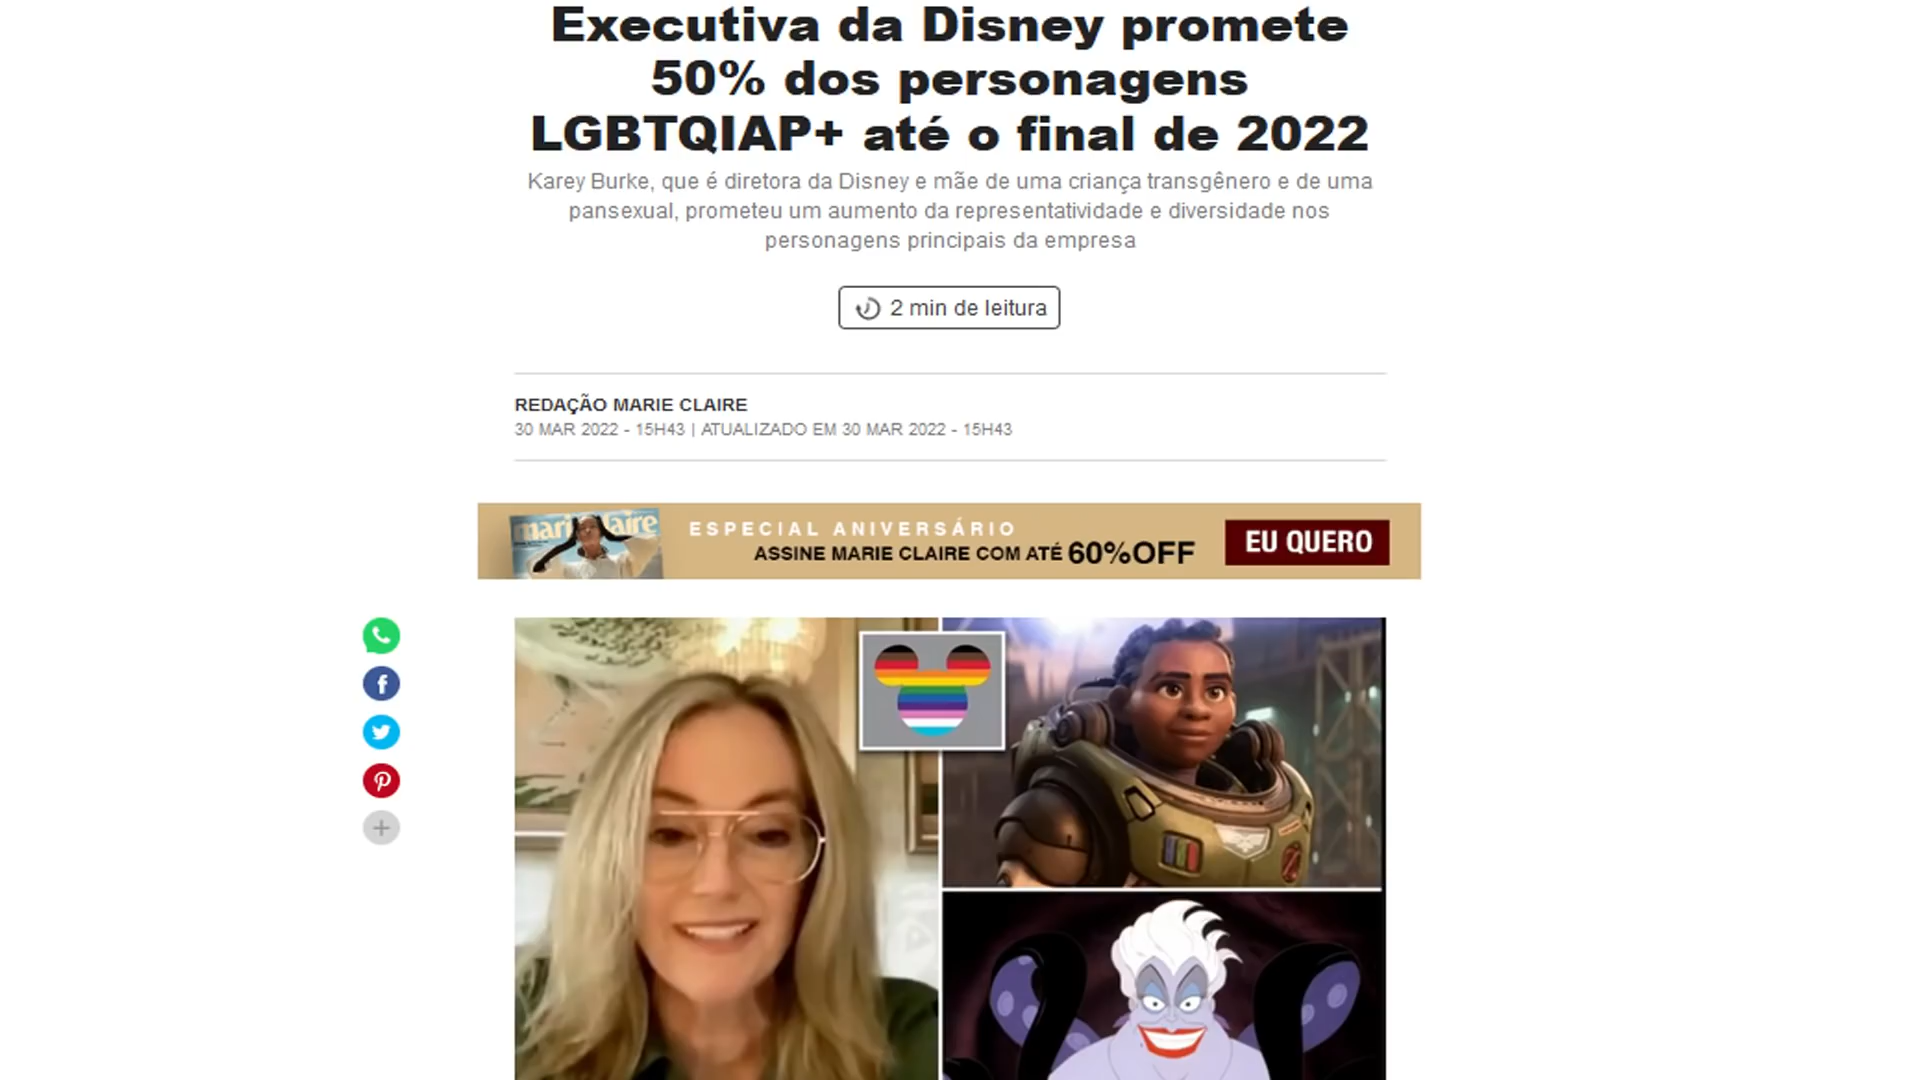 Executiva da Disney promete
50% dos personagens
LGBTQIAP+ até o final de 2022
Karey Burke, que é diretora da Disney e mãe de uma criança transgênero e de uma
pansexual, prometeu um aumento da representatividade e diversidade nos
personagens principais da empresa
2 min de leitura
REDAÇÃO MARIE CLAIRE
30 MAR 2022 - 15H43 | ATUALIZADO EM 30 MAR 2022 - 15H43
marie claire
ESPECIAL ANIVERSÁRIO
ASSINE MARIE CLAIRE COM ATÉ 60%OFF
EU QUERO